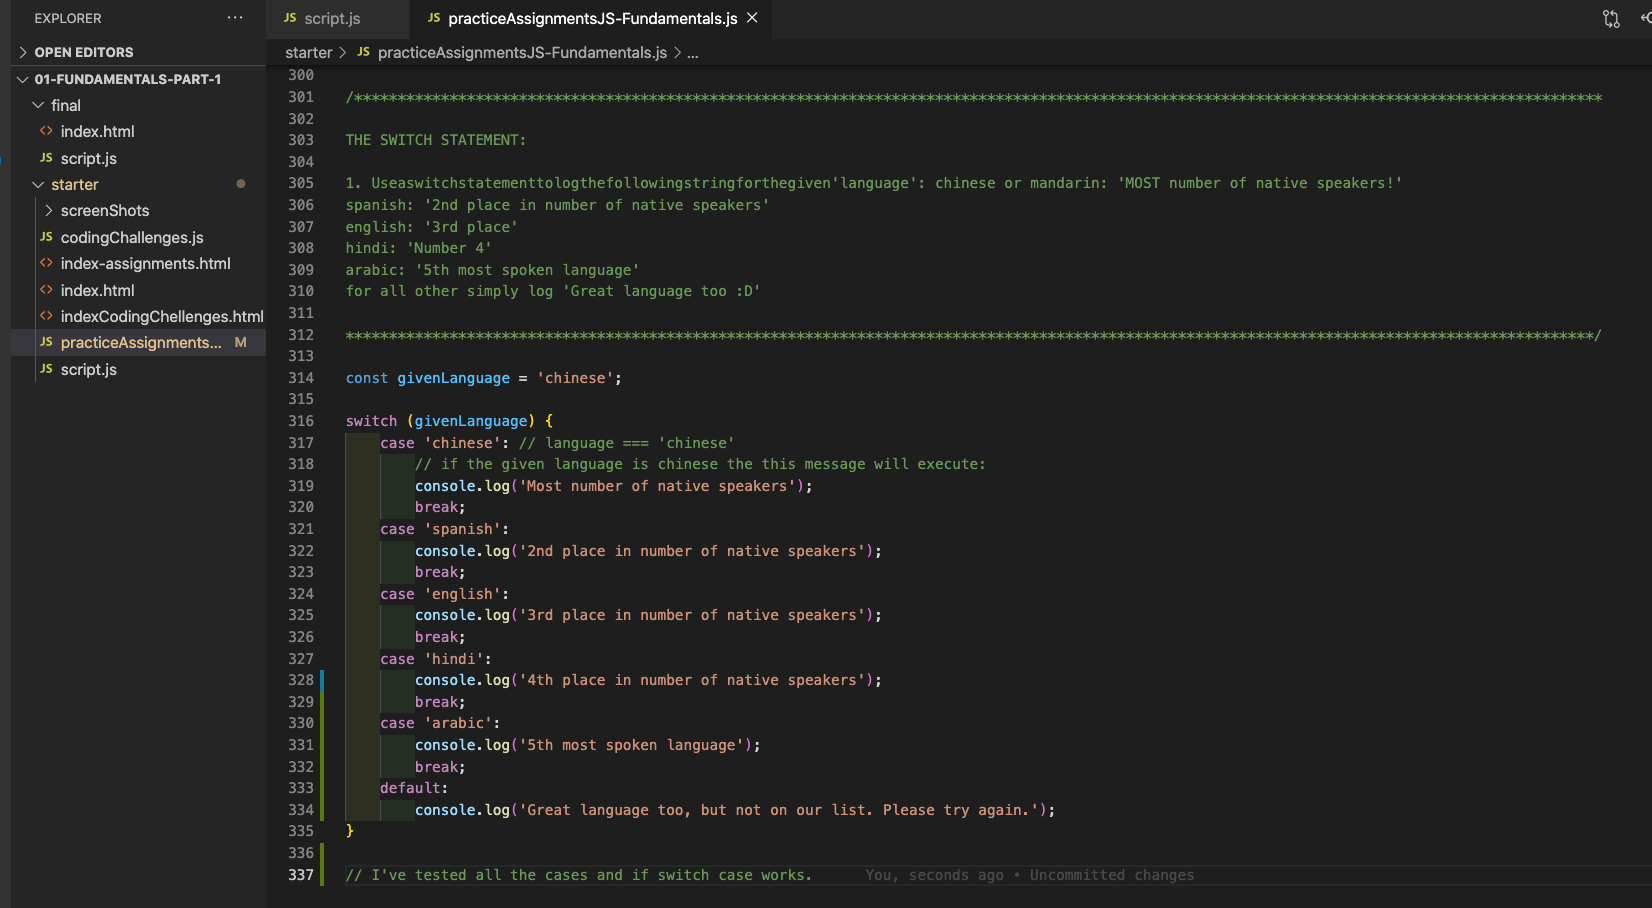 EXPLORER ···
JS script.js
JS practiceAssignmentsJS-Fundamentals.js ×
OPEN EDITORS
starter > JS practiceAssignmentsJS-Fundamentals.js > ...
01-FUNDAMENTALS-PART-1
final
<> index.html
JS script.js
starter
screenShots
JS codingChallenges.js
<> index-assignments.html
<> index.html
<> indexCodingChellenges.html
JS practiceAssignments... M
JS script.js
300
301 /************************************************************************************************************************************************
302
303 THE SWITCH STATEMENT:
304
305 1. Useaswitchstatementtologthefollowingstringforthegiven'language': chinese or mandarin: 'MOST number of native speakers!'
306 spanish: '2nd place in number of native speakers'
307 english: '3rd place'
308 hindi: 'Number 4'
309 arabic: '5th most spoken language'
310 for all other simply log 'Great language too :D'
311
312 ************************************************************************************************************************************************/
313
314 const givenLanguage = 'chinese';
315
316 switch (givenLanguage) {
317 case 'chinese': // language === 'chinese'
318 // if the given language is chinese the this message will execute:
319 console.log('Most number of native speakers');
320 break;
321 case 'spanish':
322 console.log('2nd place in number of native speakers');
323 break;
324 case 'english':
325 console.log('3rd place in number of native speakers');
326 break;
327 case 'hindi':
328 console.log('4th place in number of native speakers');
329 break;
330 case 'arabic':
331 console.log('5th most spoken language');
332 break;
333 default:
334 console.log('Great language too, but not on our list. Please try again.');
335 }
336
337 // I've tested all the cases and if switch case works. You, seconds ago • Uncommitted changes